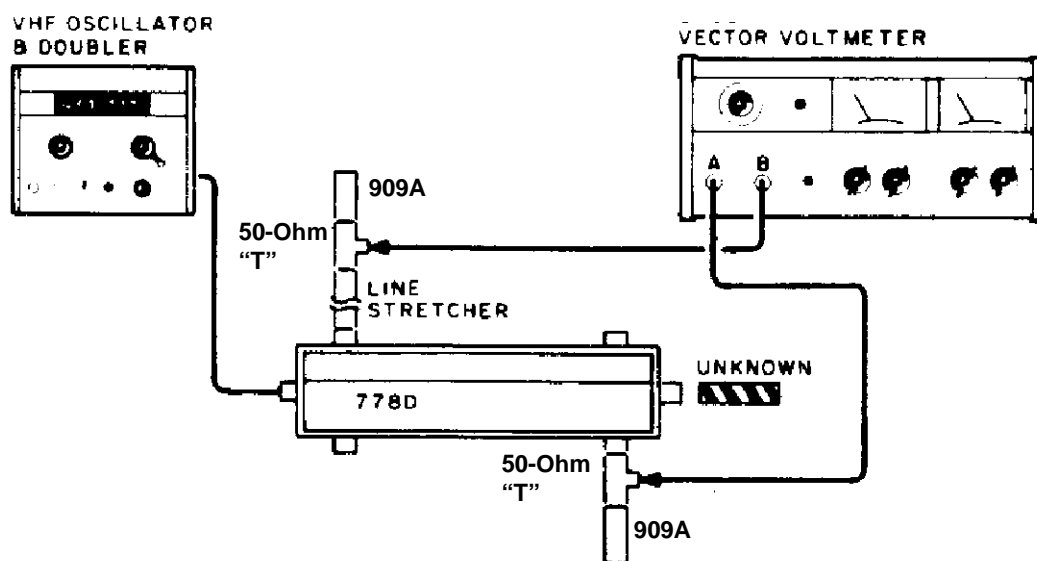 VHF OSCILLATOR
& DOUBLER
VECTOR VOLTMETER
A B
909A
50-Ohm
“T”
LINE
STRETCHER
UNKNOWN
778D
50-Ohm
“T”
909A